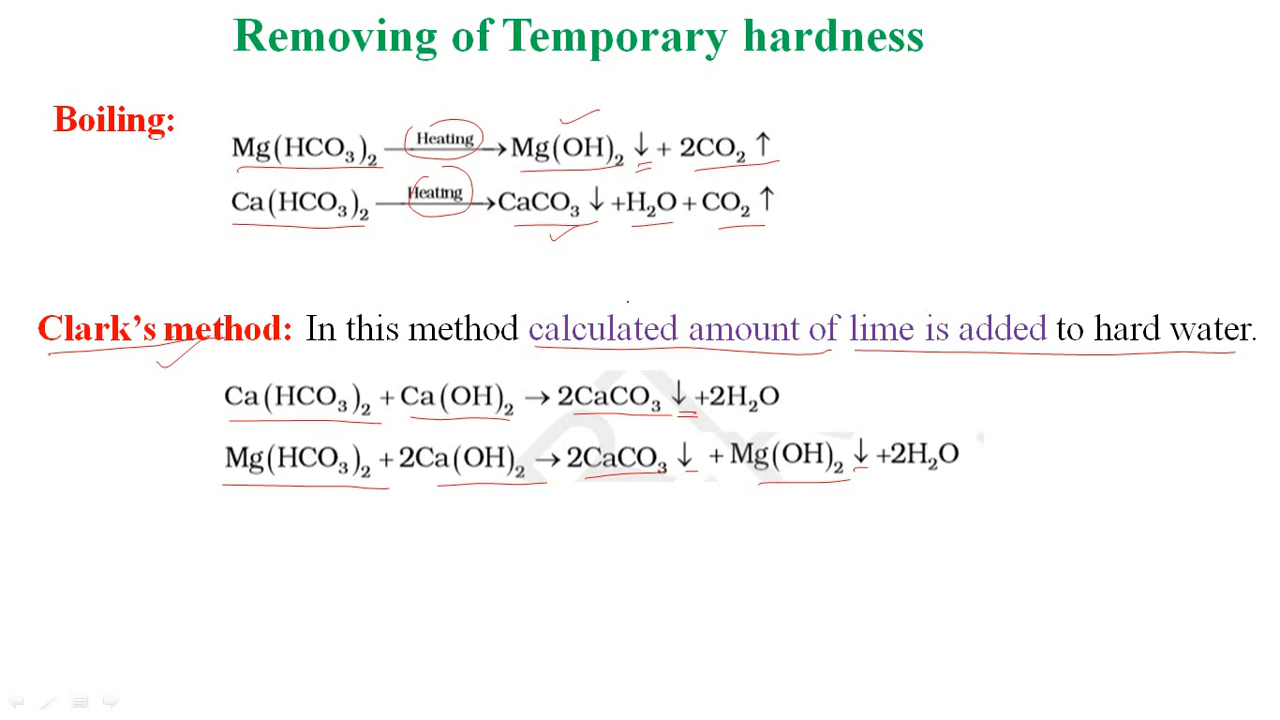 Removing of Temporary hardness
Boiling:
Mg(HCO₃)₂ —Heating→ Mg(OH)₂ ↓ + 2CO₂ ↑
Ca(HCO₃)₂ —Heating→ CaCO₃ ↓ +H₂O + CO₂ ↑
Clark's method: In this method calculated amount of lime is added to hard water.
Ca(HCO₃)₂ + Ca(OH)₂ → 2CaCO₃ ↓ +2H₂O
Mg(HCO₃)₂ + 2Ca(OH)₂ → 2CaCO₃ ↓ + Mg(OH)₂ ↓ +2H₂O